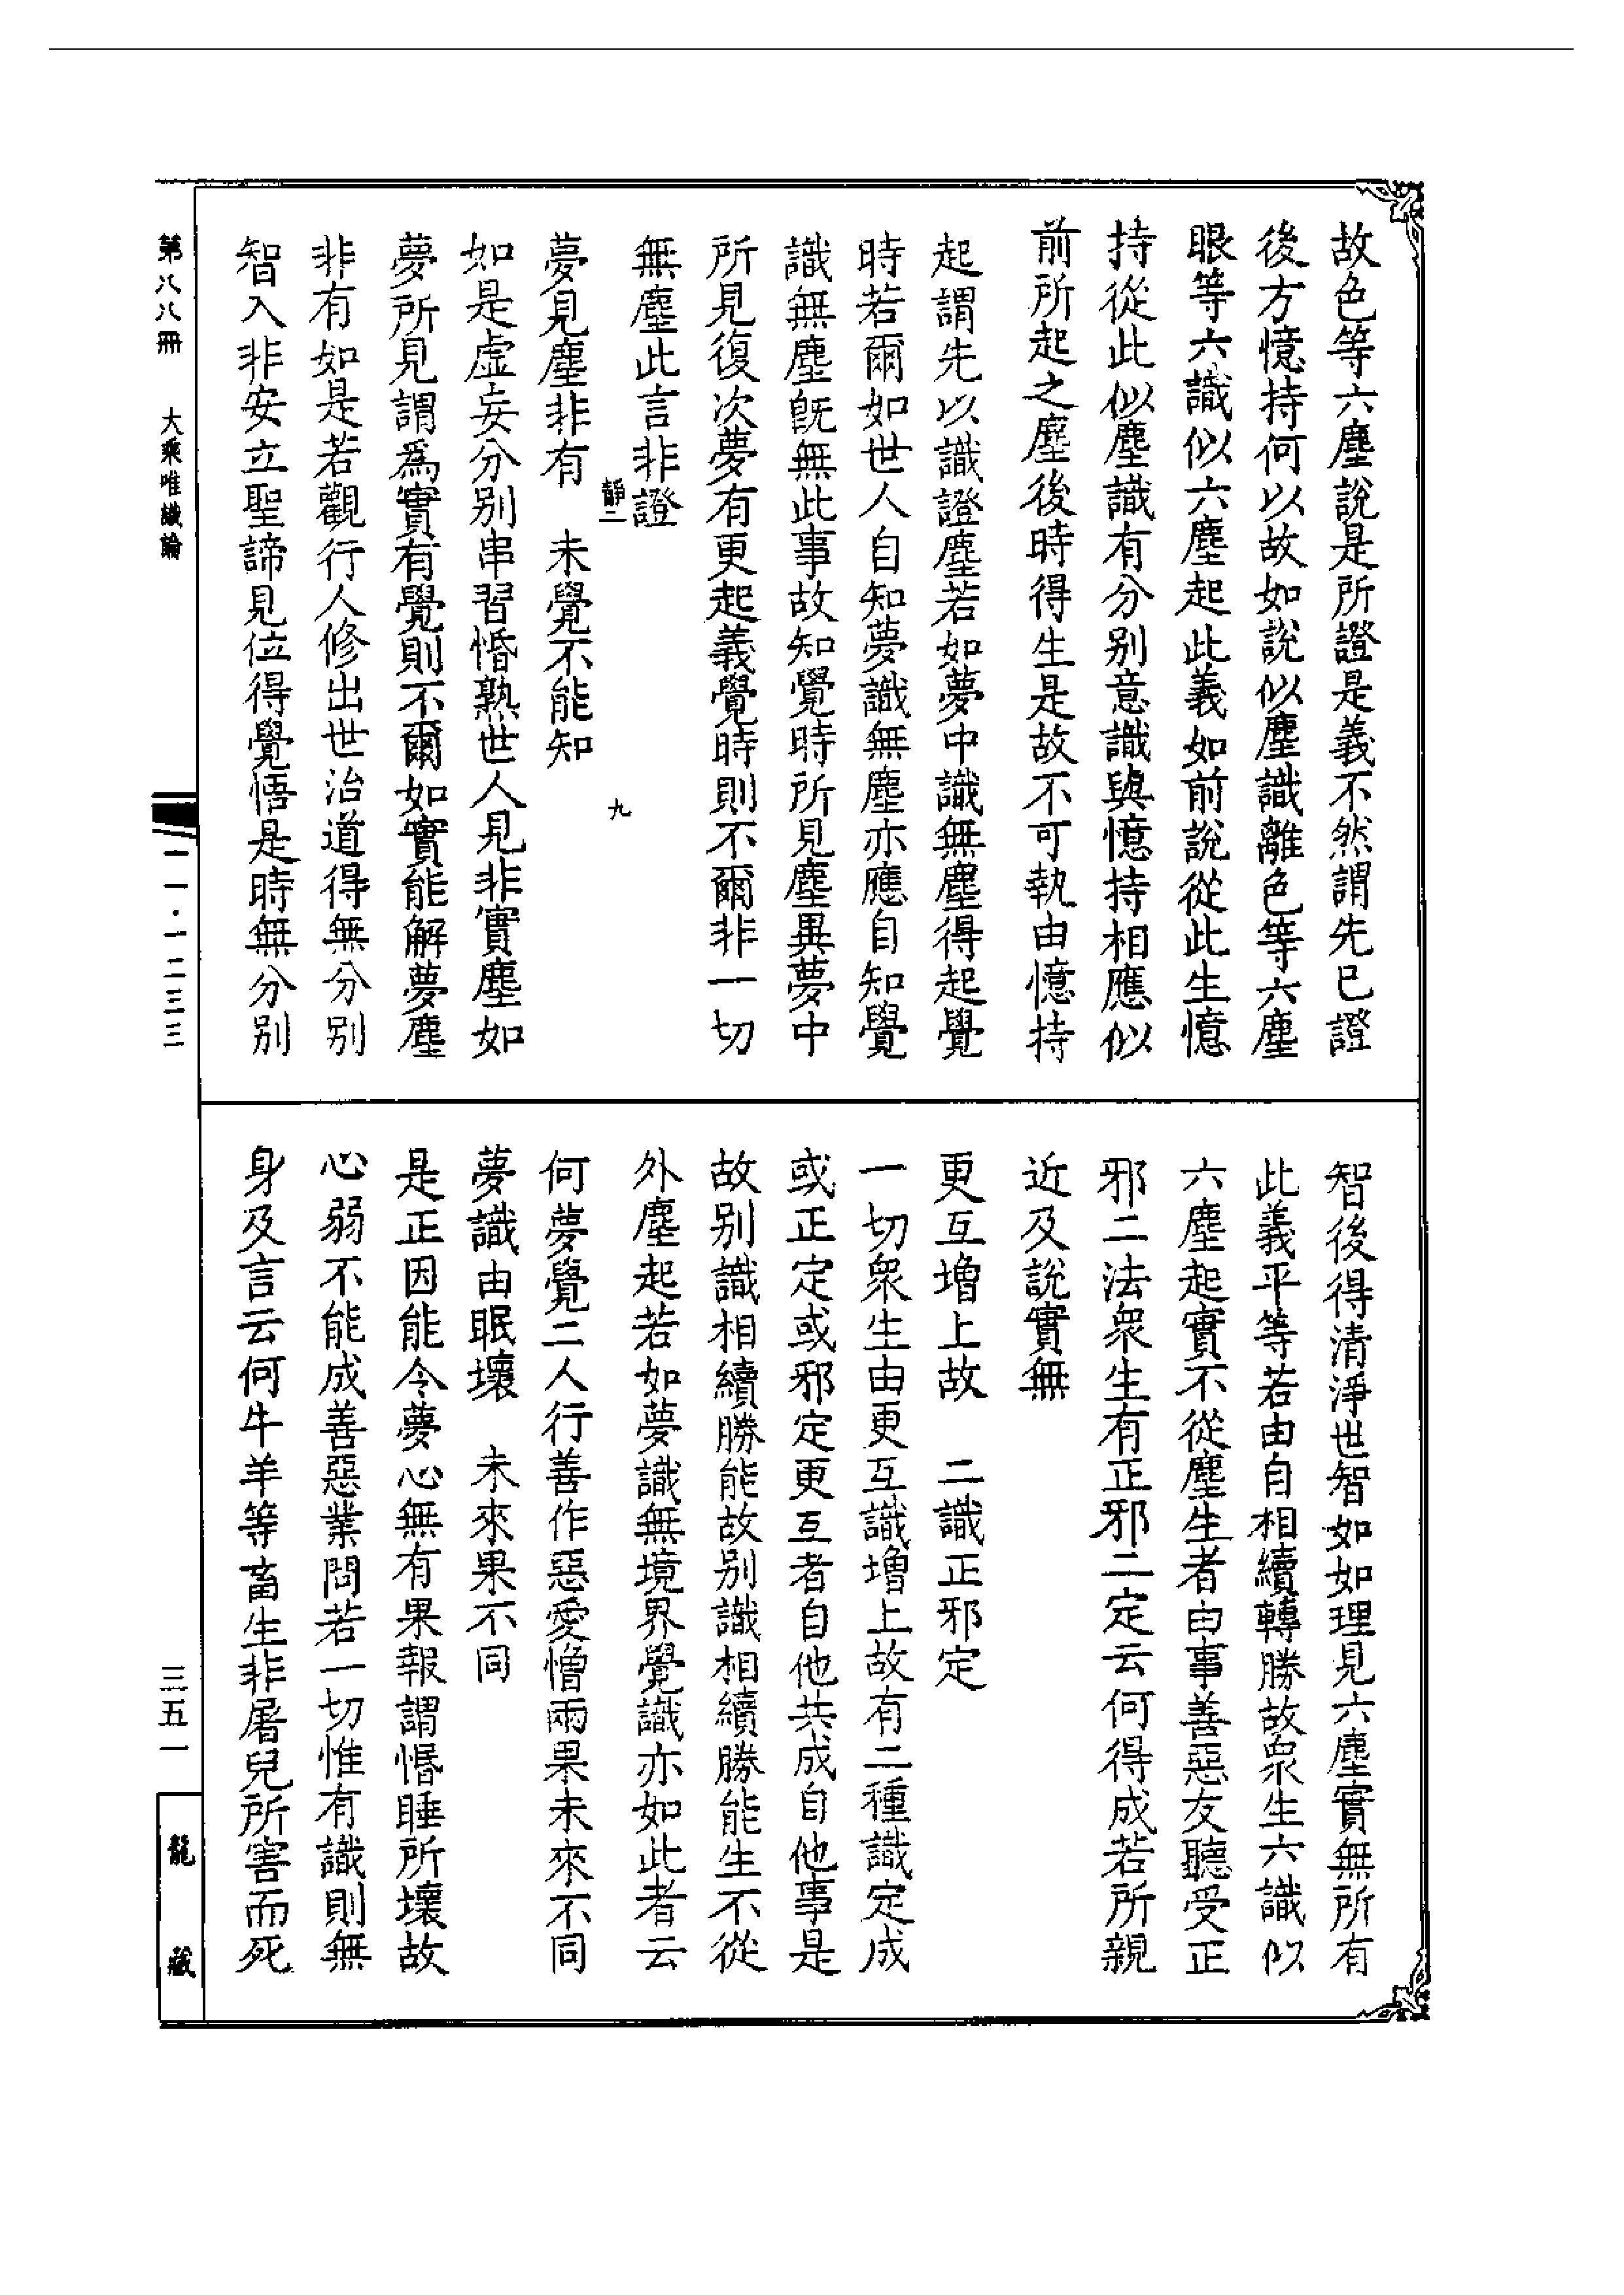 故色等六塵說是所證是義不然謂先已證
後方憶持何以故如說似塵識離色等六塵
眼等六識似六塵起此義如前說從此生憶
持從此似塵識有分別意識與憶持相應似
前所起之塵後時得生是故不可執由憶持
起謂先以識證塵若如夢中識無塵得起覺
時若爾如世人自知夢識無塵亦應自知覺
識無塵旣無此事故知覺時所見塵異夢中
所見復次夢有更起義覺時則不爾非一切
無塵此言非證
靜二
九
夢見塵非有　未覺不能知
如是虛妄分別串習惛熟世人見非實塵如
夢所見謂爲實有覺則不爾如實能解夢塵
非有如是若觀行人修出世治道得無分別
智入非安立聖諦見位得覺悟是時無分別
智後得清淨世智如如理見六塵實無所有
此義平等若由自相續轉勝故衆生六識似
六塵起實不從塵生者由事善惡友聽受正
邪二法衆生有正邪二定云何得成若所親
近及說實無
更互增上故　二識正邪定
一切衆生由更互識增上故有二種識定成
或正定或邪定更互者自他共成自他事是
故別識相續勝能故別識相續勝能生不從
外塵起若如夢識無境界覺識亦如此者云
何夢覺二人行善作惡愛憎兩果未來不同
夢識由眠壞　未來果不同
是正因能令夢心無有果報謂惛睡所壞故
心弱不能成善惡業問若一切惟有識則無
身及言云何牛羊等畜生非屠兒所害而死
第八八冊　大乘唯識論
一一·一二三三
三五一
龍藏